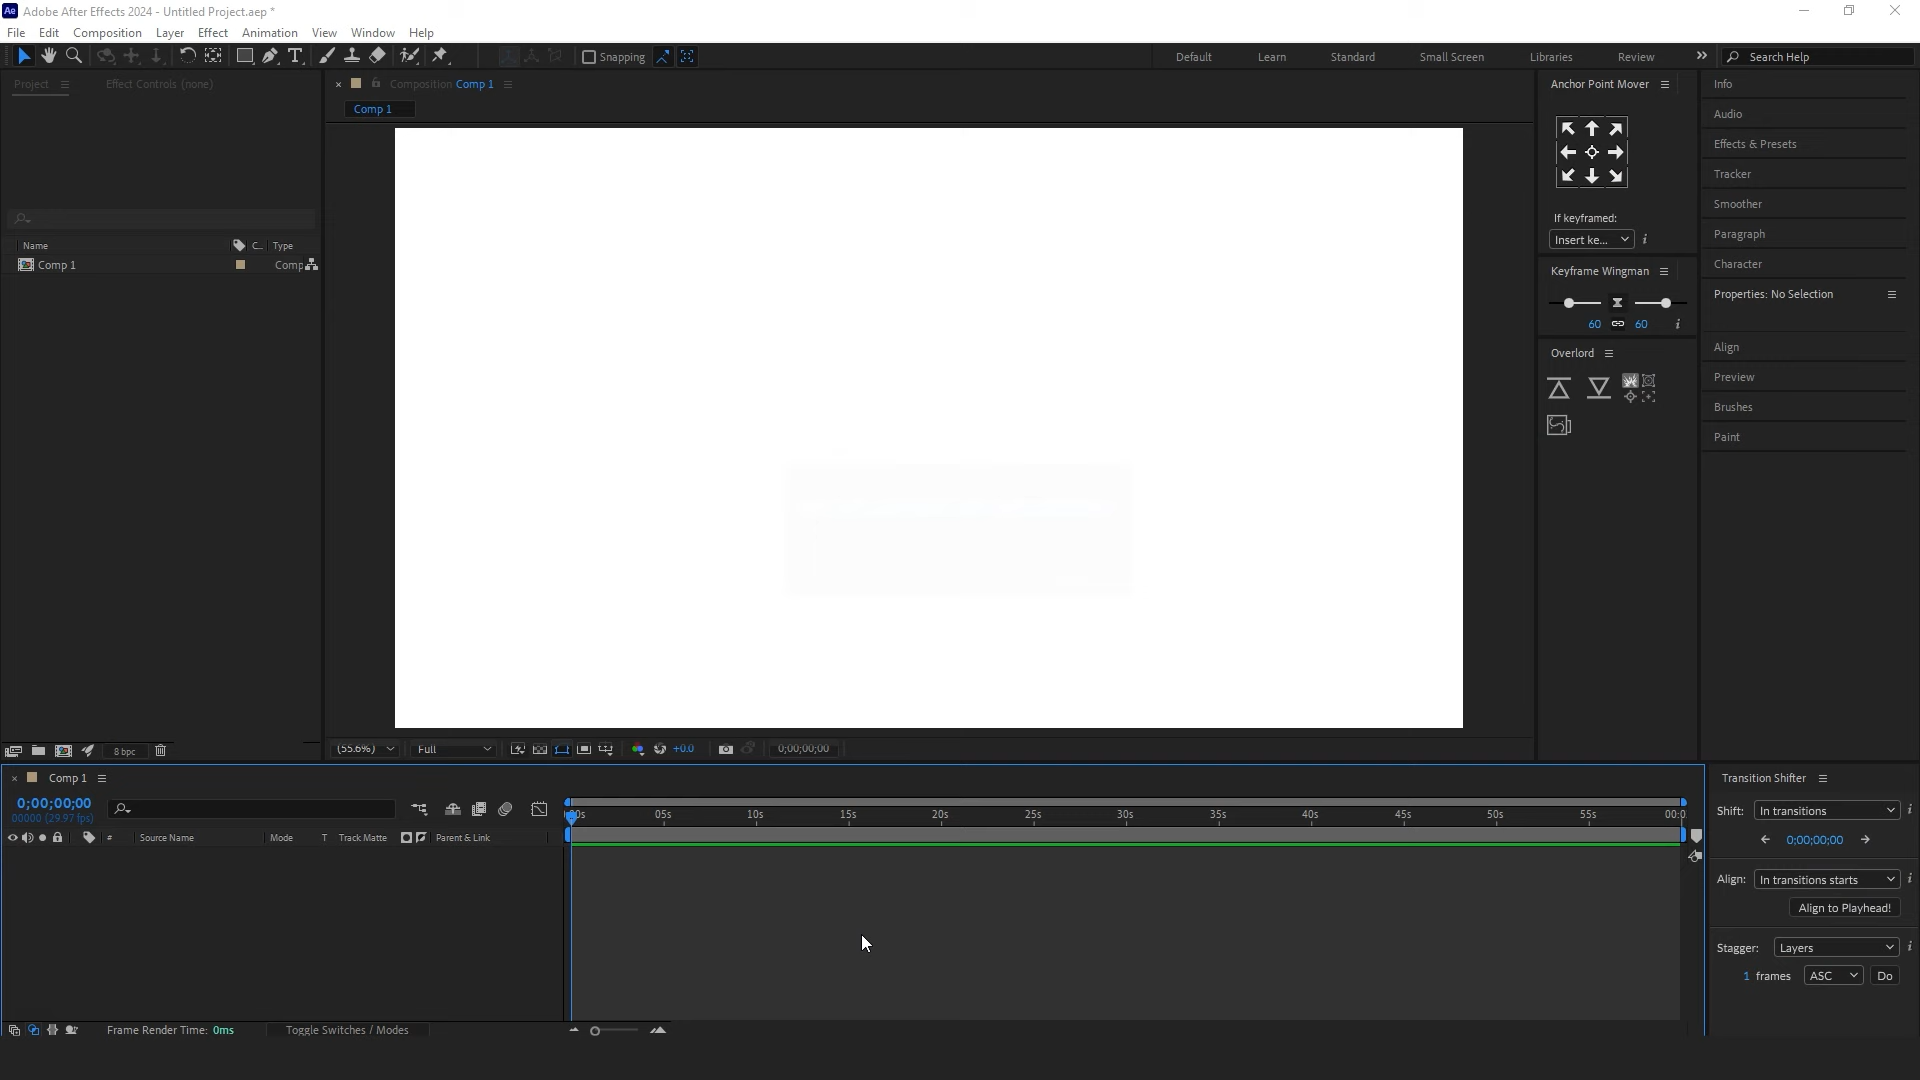 Ae Adobe After Effects 2024 - Untitled Project.aep *
File Edit Composition Layer Effect Animation View Window Help
Snapping Default Learn Standard Small Screen Libraries Review Search Help
Project Effect Controls (none)
Composition Comp 1
Comp 1
Name C... Type
Comp 1 Comp
8 bpc
(55.6%) Full +0.0 0;00;00;00
Anchor Point Mover
If keyframed:
Insert ke...
Keyframe Wingman
60 60
Overlord
Info
Audio
Effects & Presets
Tracker
Smoother
Paragraph
Character
Properties: No Selection
Align
Preview
Brushes
Paint
Comp 1
0;00;00;00
00000 (29.97 fps)
# Source Name Mode T Track Matte Parent & Link
00s 05s 10s 15s 20s 25s 30s 35s 40s 45s 50s 55s 00:0
Frame Render Time: 0ms Toggle Switches / Modes
Transition Shifter
Shift: In transitions
0;00;00;00
Align: In transitions starts
Align to Playhead!
Stagger: Layers
1 frames ASC Do